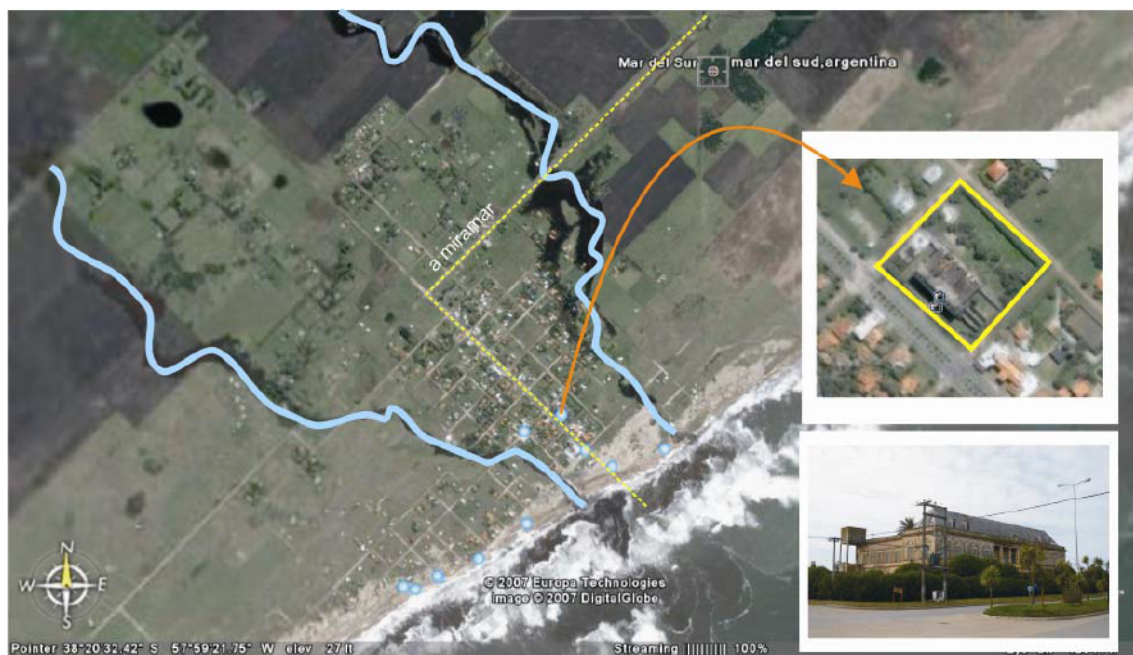 Mar del Sur mar del sud,argentina
a miramar
N
W E
S
© 2007 Europa Technologies
Image © 2007 DigitalGlobe
Pointer 38°20'32.42" S 57°59'21.75" W elev 27 ft Streaming |||||||||| 100%